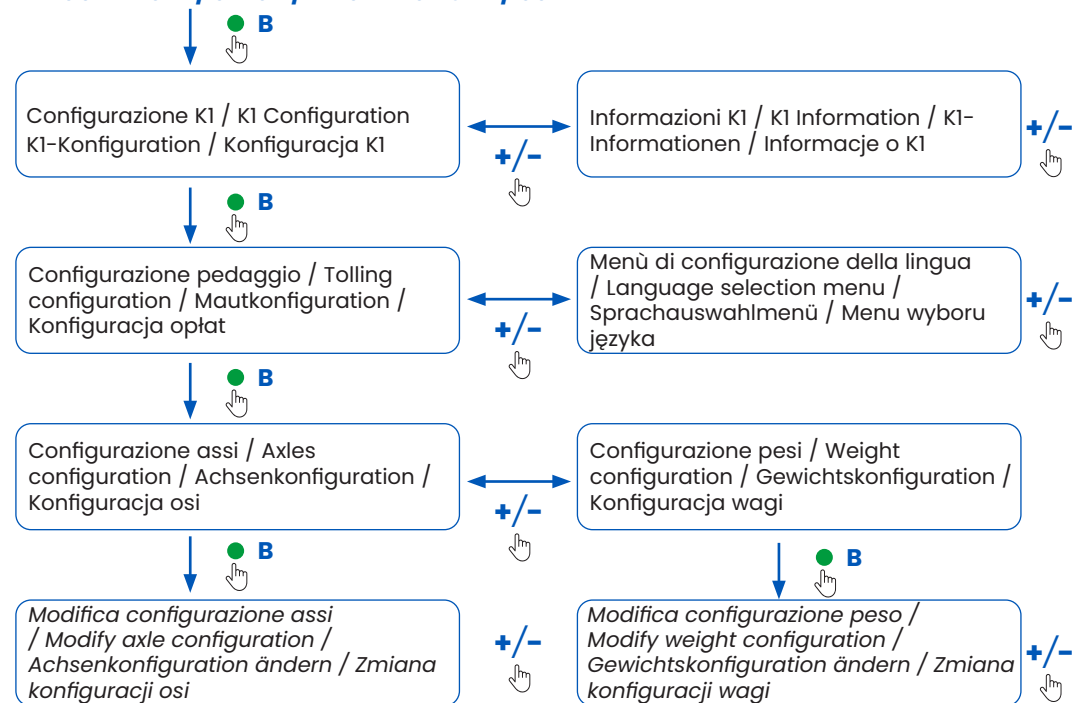 B
Configurazione K1 / K1 Configuration
K1-Konfiguration / Konfiguracja K1
+/-
Informazioni K1 / K1 Information / K1-
Informationen / Informacje o K1
+/-
B
Configurazione pedaggio / Tolling
configuration / Mautkonfiguration /
Konfiguracja opłat
+/-
Menù di configurazione della lingua
/ Language selection menu /
Sprachauswahlmenü / Menu wyboru
języka
+/-
B
Configurazione assi / Axles
configuration / Achsenkonfiguration /
Konfiguracja osi
+/-
Configurazione pesi / Weight
configuration / Gewichtskonfiguration /
Konfiguracja wagi
B
B
Modifica configurazione assi
/ Modify axle configuration /
Achsenkonfiguration ändern / Zmiana
konfiguracji osi
+/-
Modifica configurazione peso /
Modify weight configuration /
Gewichtskonfiguration ändern / Zmiana
konfiguracji wagi
+/-